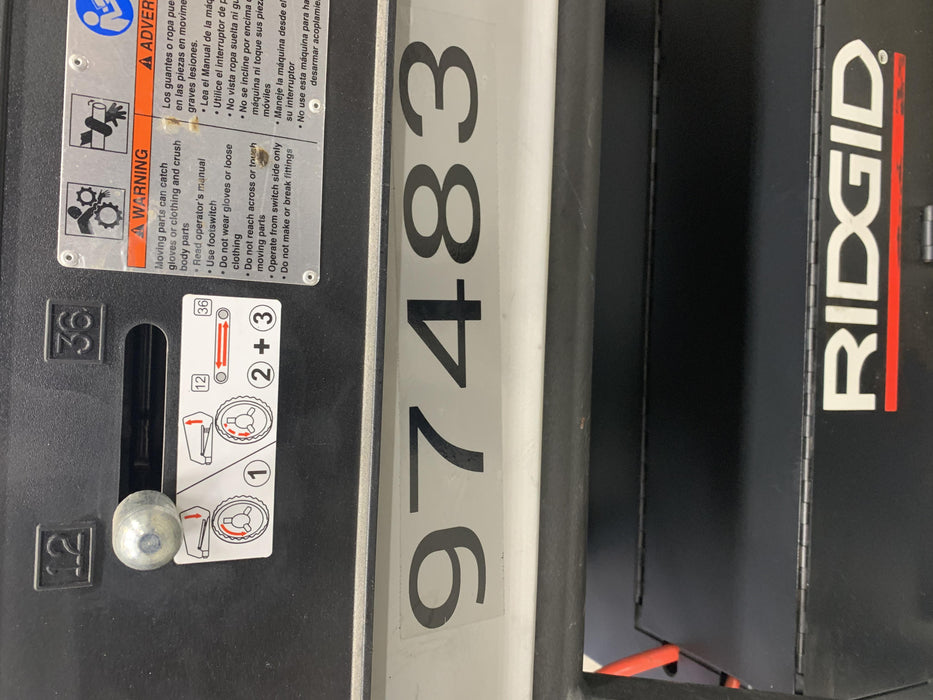 ⚠ WARNING
Moving parts can catch
gloves or clothing and crush
body parts
• Read operator's manual
• Use footswitch
• Do not wear gloves or loose
clothing
• Do not reach across or touch
moving parts
• Operate from switch side only
• Do not make or break fittings
⚠ ADVER
Los guantes o ropa pue
en las piezas en movim
graves lesiones.
• Lea el Manual de la máq
• Utilice el interruptor de p
• No vista ropa suelta ni gu
• No se incline por encima
máquina ni toque sus piez
móviles
• Maneje la máquina desde el
su interruptor
• No use esta máquina para ha
desarmar acoplamie
12
36
12
36
1
2 + 3
97483
RIDGID®